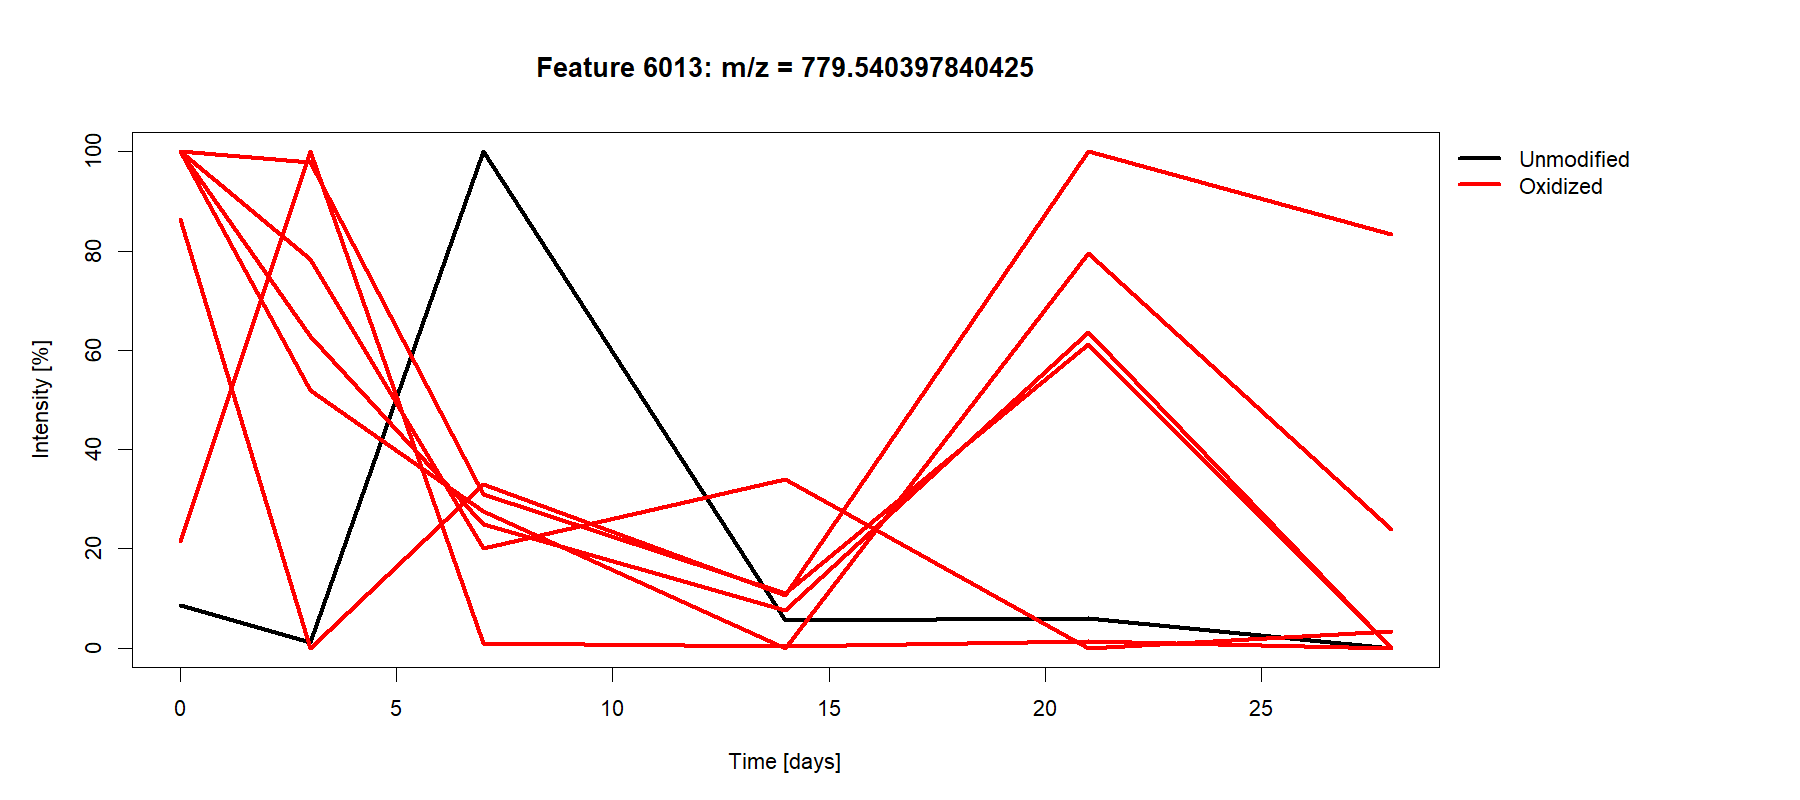 Feature 6013: m/z = 779.540397840425
Unmodified
Oxidized
Intensity [%]
100
80
60
40
20
0
0 5 10 15 20 25
Time [days]